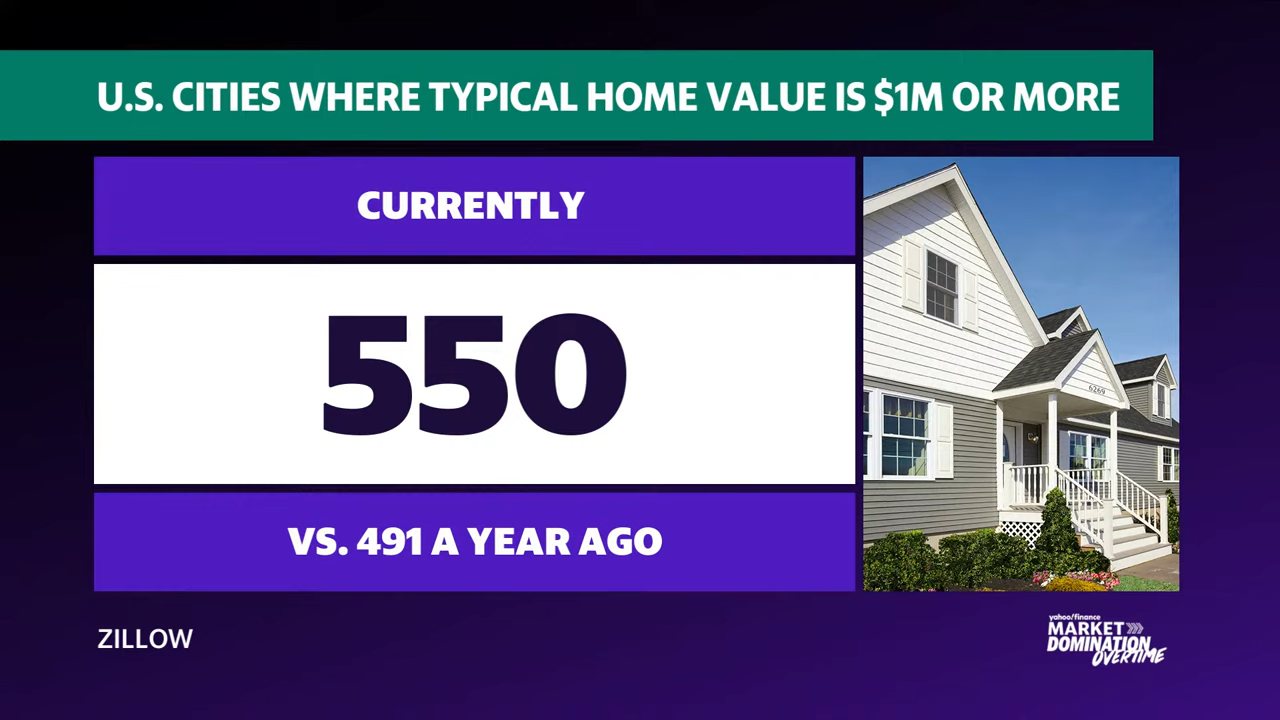 U.S. CITIES WHERE TYPICAL HOME VALUE IS $1M OR MORE
CURRENTLY
550
VS. 491 A YEAR AGO
6269
ZILLOW
yahoo!finance
MARKET
DOMINATION
OVERTIME